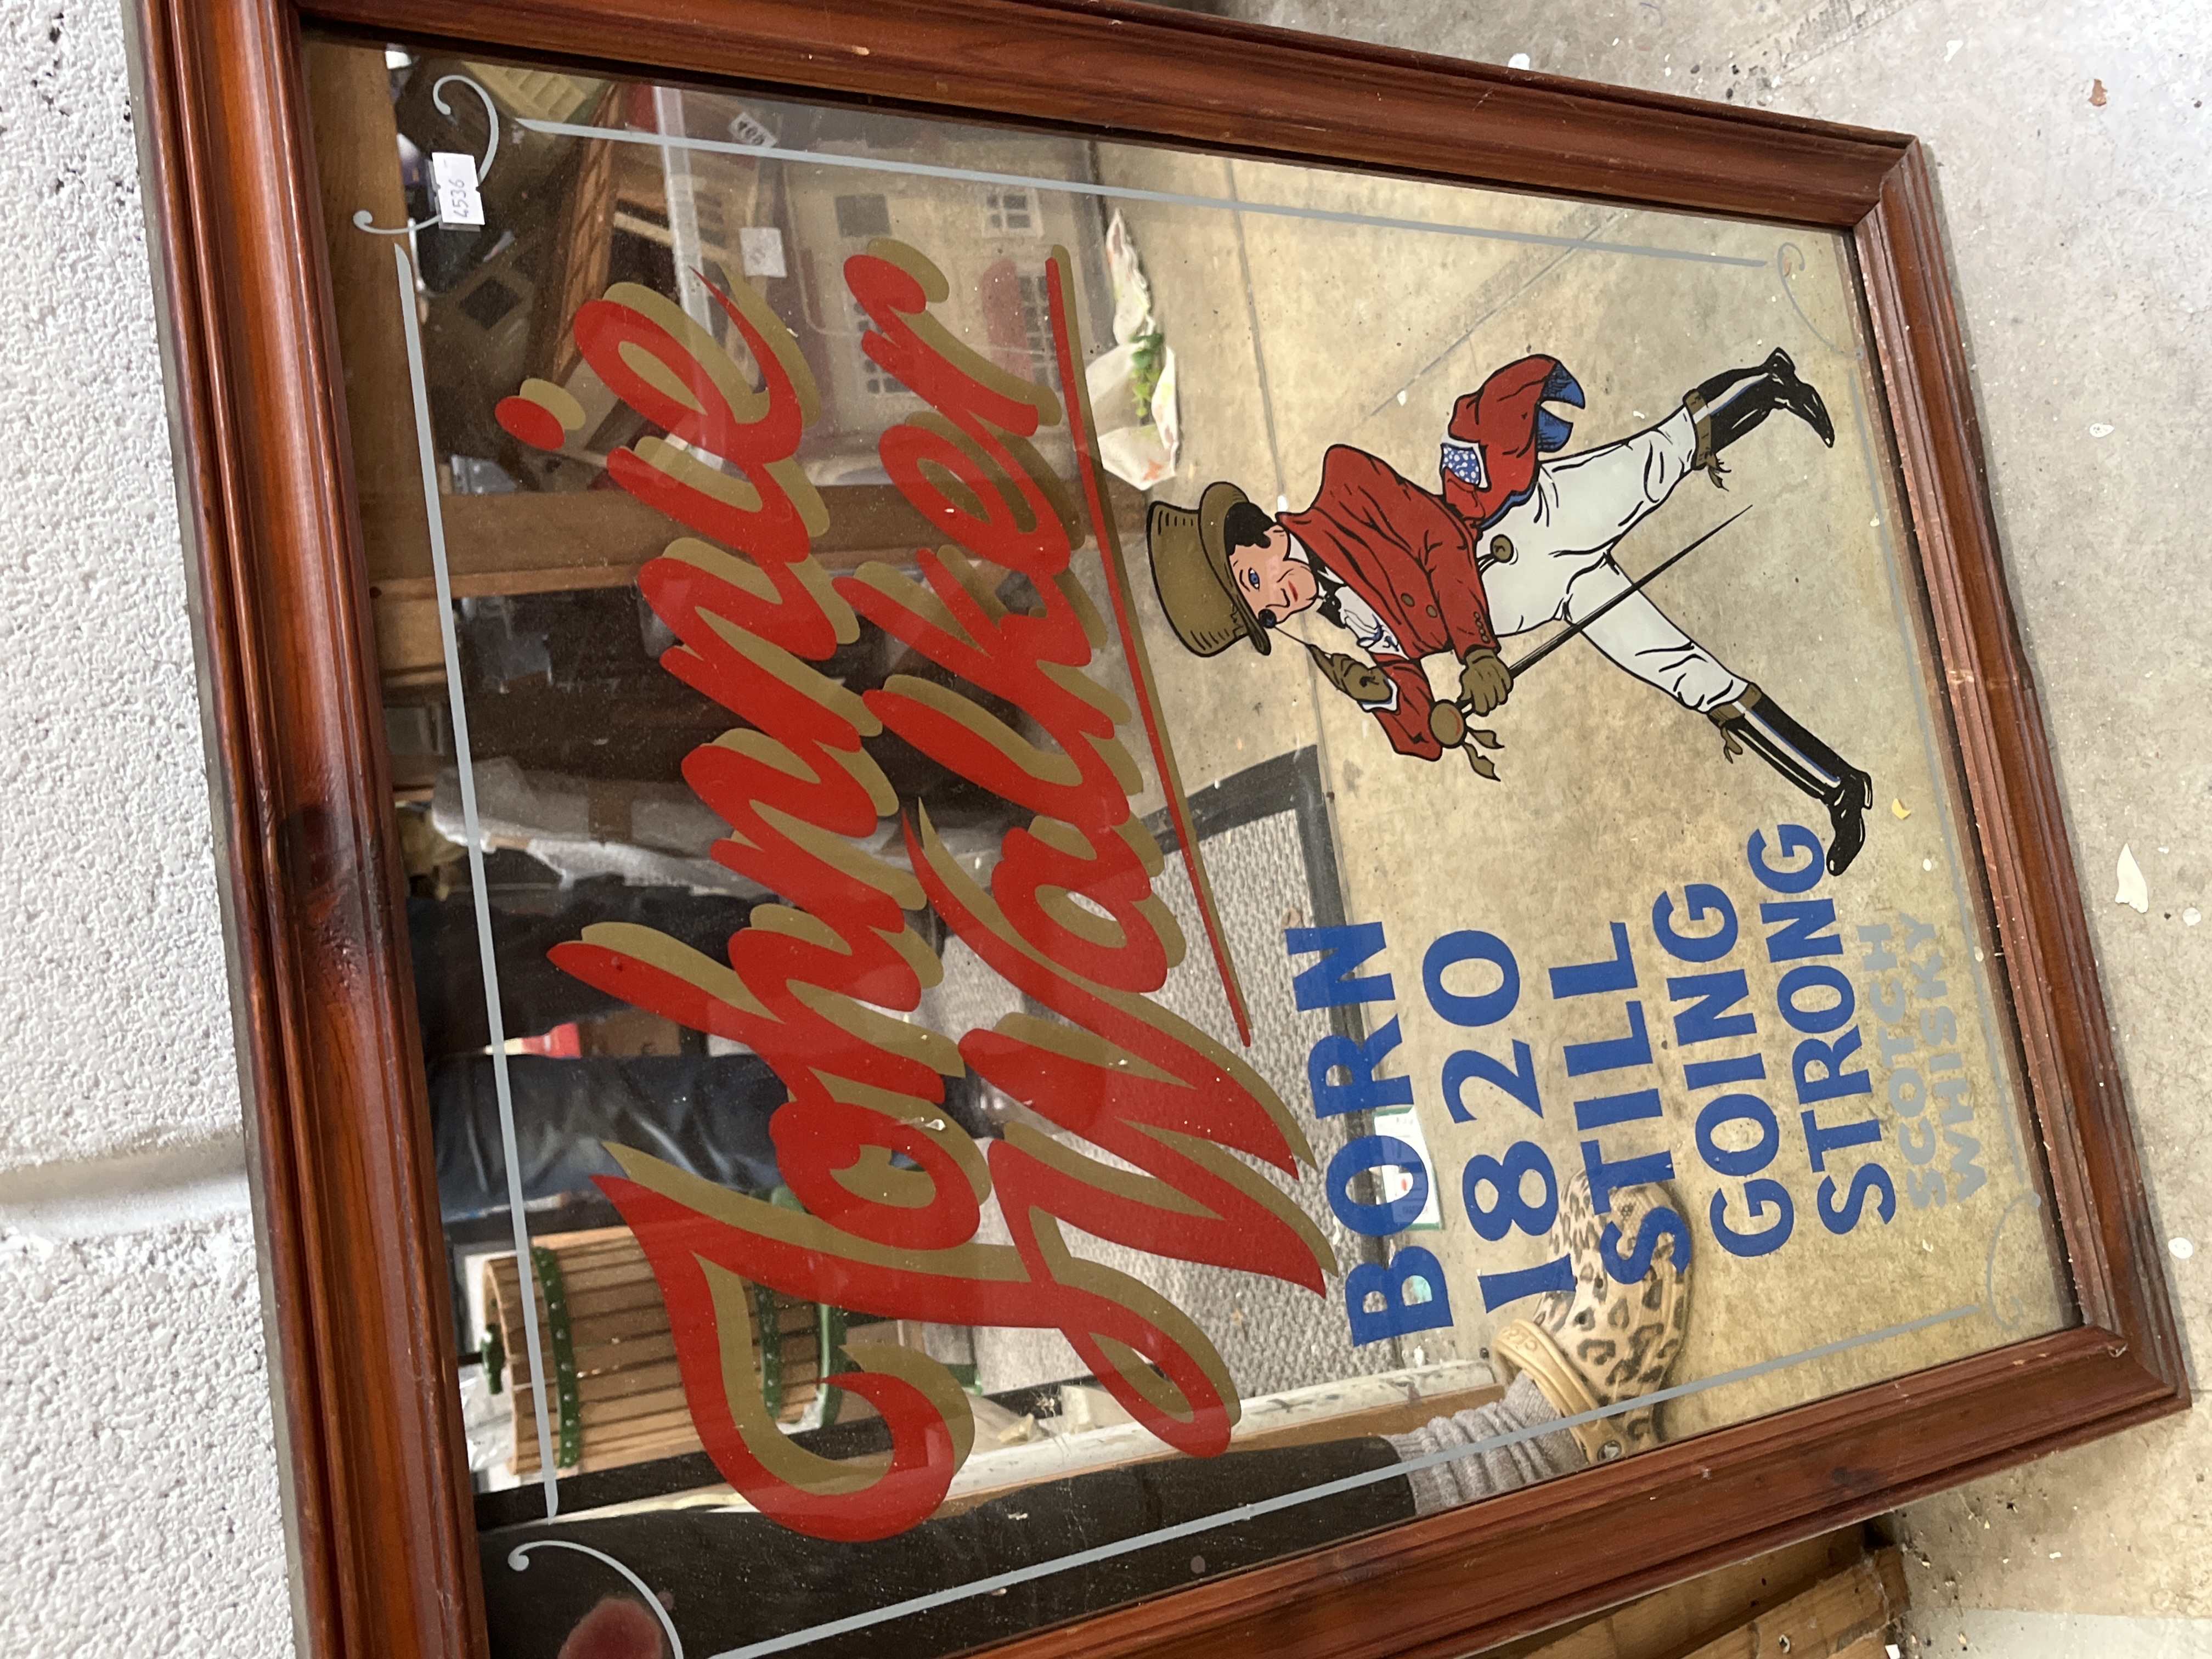 4536
Johnnie
Walker
BORN
1820
STILL
GOING
STRONG
SCOTCH
WHISKY